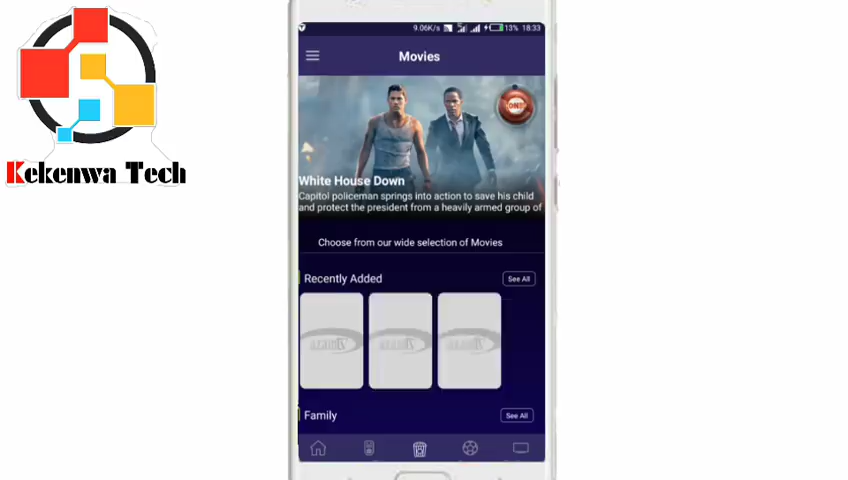 9.06K/s 13% 18:33
Movies
ONE
White House Down
Capitol policeman springs into action to save his child
and protect the president from a heavily armed group of
Choose from our wide selection of Movies
Recently Added
See All
Family
See All
Kekenwa Tech